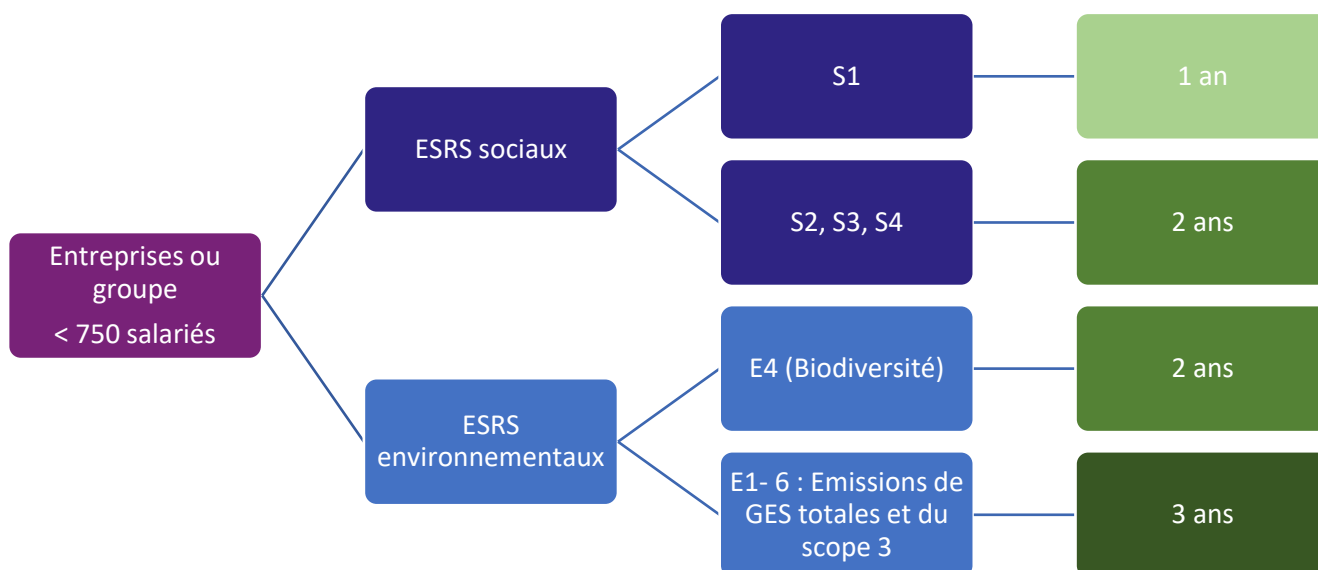 Entreprises ou
groupe
< 750 salariés
ESRS sociaux
S1
1 an
S2, S3, S4
2 ans
ESRS
environnementaux
E4 (Biodiversité)
2 ans
E1- 6 : Emissions de
GES totales et du
scope 3
3 ans